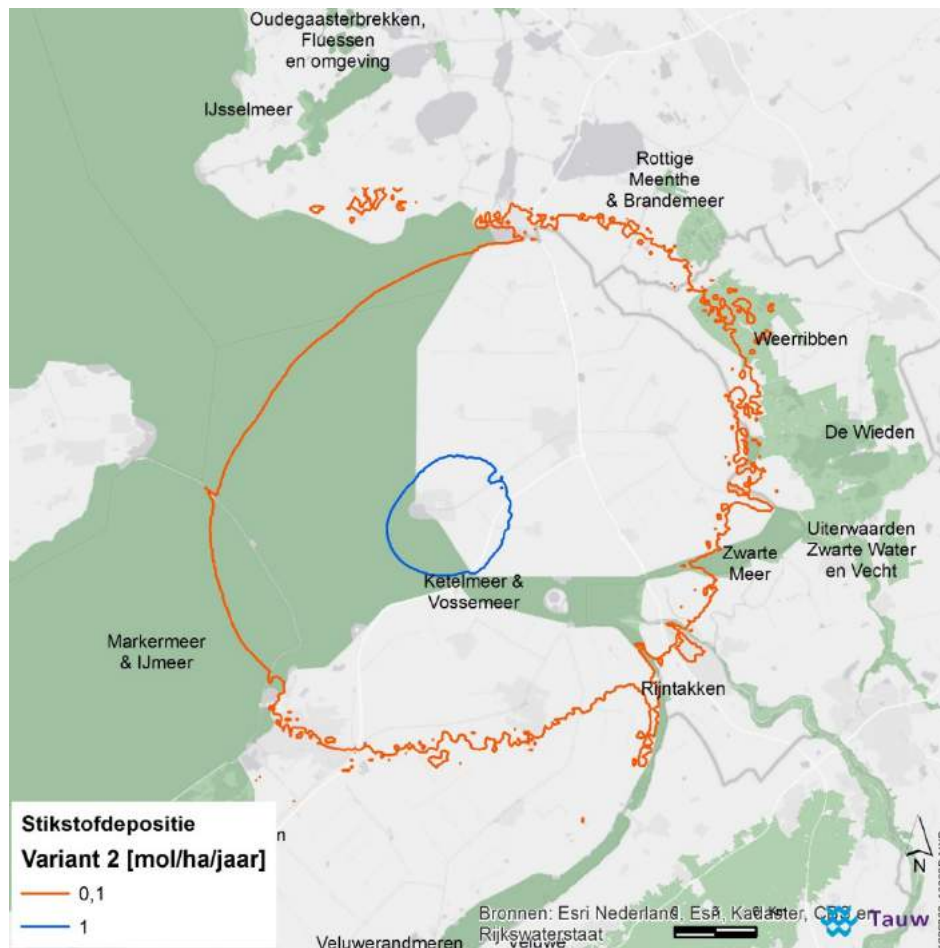 Oudegaasterbrekken,
Fluessen
en omgeving
IJsselmeer
Rottige
Meenthe
& Brandemeer
Weerribben
De Wieden
Uiterwaarden
Zwarte Water
en Vecht
Zwarte
Meer
Ketelmeer &
Vossemeer
Markermeer
& IJmeer
Rijntakken
Stikstofdepositie
Variant 2 [mol/ha/jaar]
0,1
1
N
Bronnen: Esri Nederland, Esri, Kadaster, CBS en
Rijkswaterstaat
Tauw
Veluwerandmeren
Veluwe